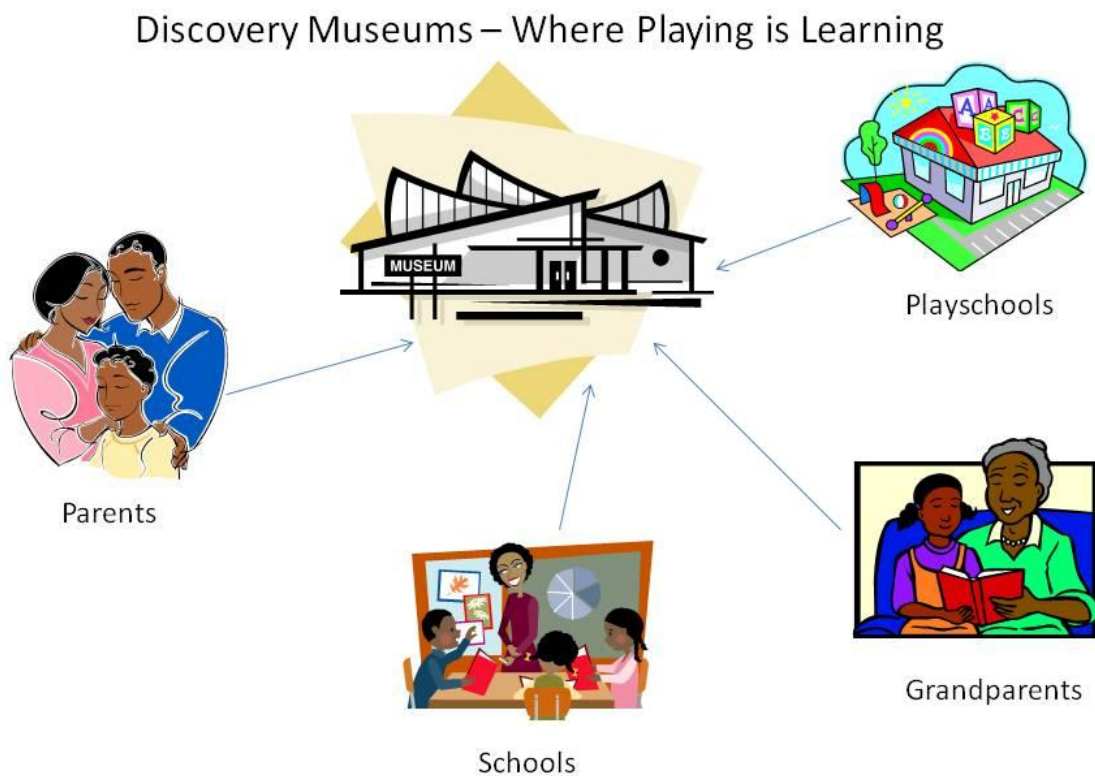 Discovery Museums – Where Playing is Learning
A A C
B B
MUSEUM
Playschools
Parents
Grandparents
Schools